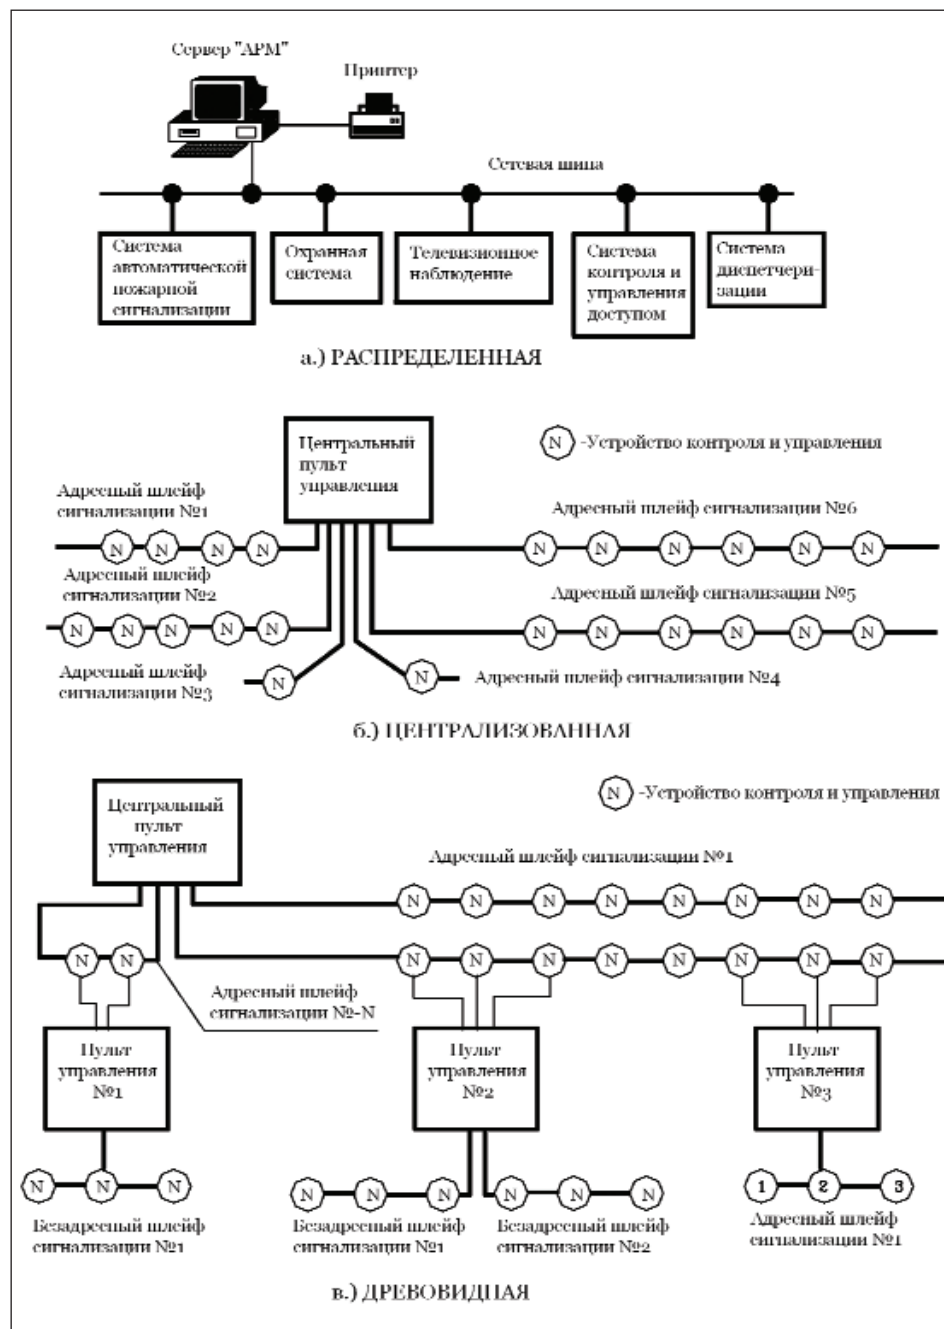 Сервер "АРМ"
Принтер
Сетевая шина
Система
автоматической
пожарной
сигнализации
Охранная
система
Телевизионное
наблюдение
Система
контроля и
управления
доступом
Система
диспетчери-
зации
а.) РАСПРЕДЕЛЕННАЯ
Центральный
пульт
управления
N -Устройство контроля и управления
Адресный шлейф
сигнализации №1
N N N N
Адресный шлейф сигнализации №6
N N N N N N
Адресный шлейф
сигнализации №2
N N N N N
Адресный шлейф сигнализации №5
N N N N N N
Адресный шлейф
сигнализации №3
N
N
Адресный шлейф сигнализации №4
б.) ЦЕНТРАЛИЗОВАННАЯ
Центральный
пульт
управления
N -Устройство контроля и управления
Адресный шлейф сигнализации №1
N N N N N N N N
N N
N N N N N N N N
Адресный шлейф
сигнализации №-N
Пульт
управления
№1
Пульт
управления
№2
Пульт
управления
№3
N N N
N N N
N N N
1 2 3
Безадресный шлейф
сигнализации №1
Безадресный шлейф
сигнализации №1
Безадресный шлейф
сигнализации №2
Адресный шлейф
сигнализации №1
в.) ДРЕВОВИДНАЯ